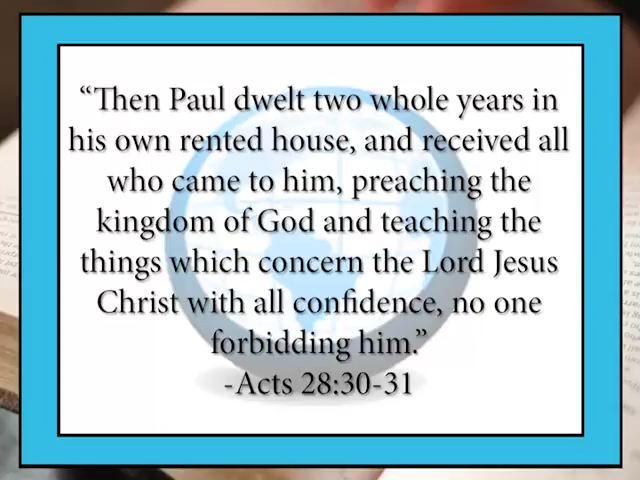 “Then Paul dwelt two whole years in
his own rented house, and received all
who came to him, preaching the
kingdom of God and teaching the
things which concern the Lord Jesus
Christ with all confidence, no one
forbidding him.”
-Acts 28:30-31